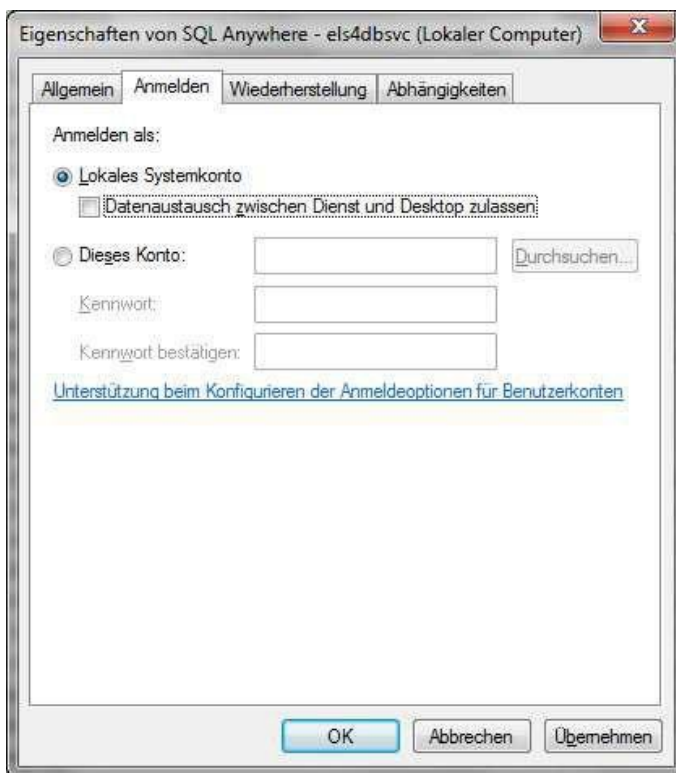 Eigenschaften von SQL Anywhere - els4dbsvc (Lokaler Computer)
Allgemein Anmelden Wiederherstellung Abhängigkeiten
Anmelden als:
Lokales Systemkonto
Datenaustausch zwischen Dienst und Desktop zulassen
Dieses Konto: Durchsuchen...
Kennwort:
Kennwort bestätigen:
Unterstützung beim Konfigurieren der Anmeldeoptionen für Benutzerkonten
OK Abbrechen Übernehmen